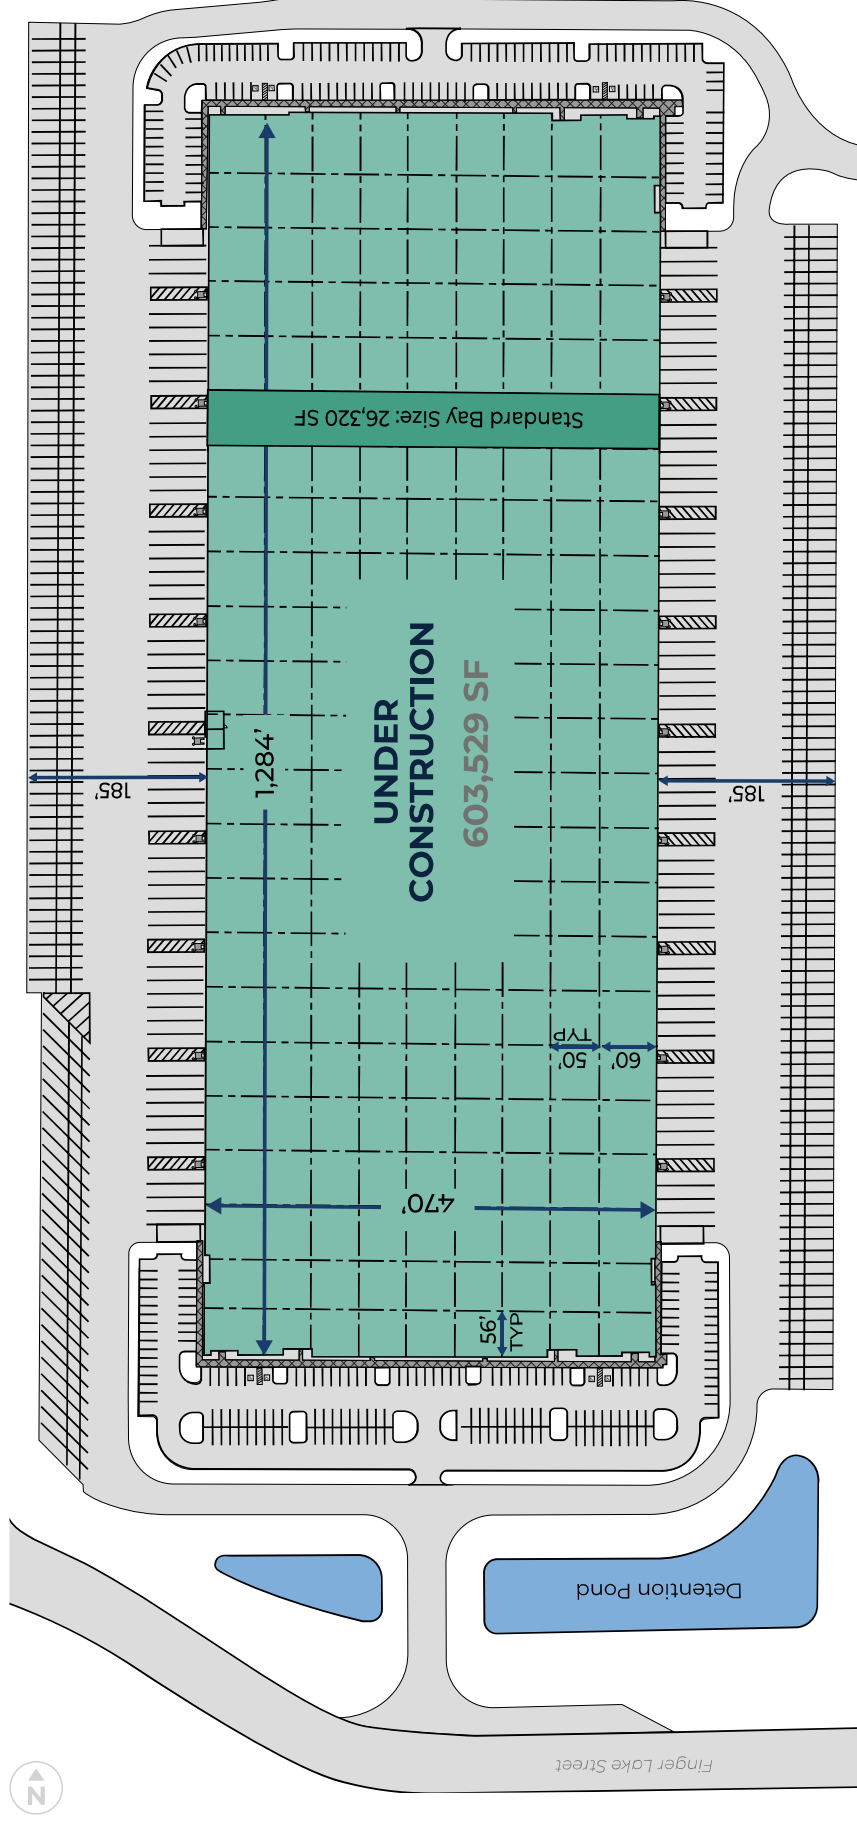 Standard Bay Size: 26,320 SF
UNDER
CONSTRUCTION
603,529 SF
1,284'
185'
185'
50'
TYP
60'
470'
56'
TYP
Detention Pond
Finger Lake Street
N